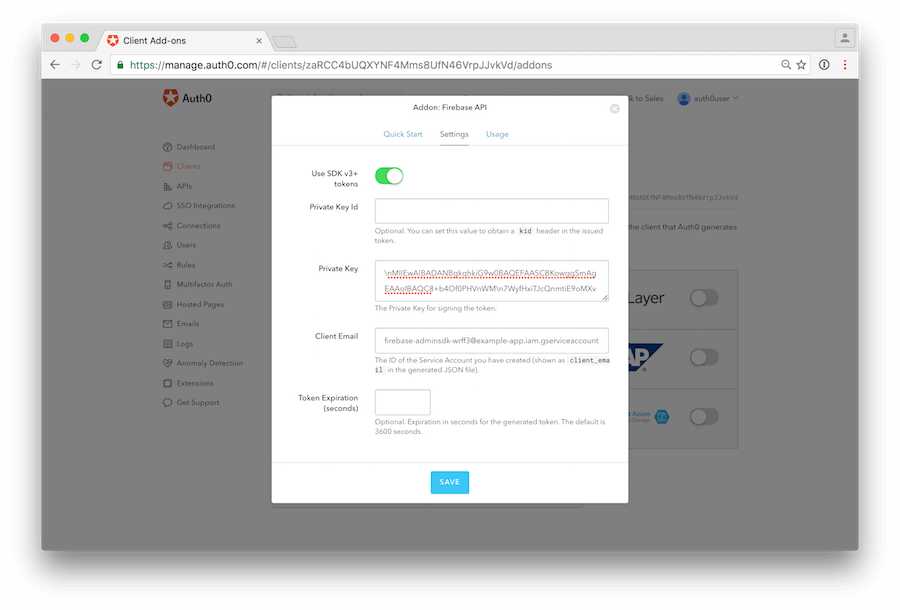 Client Add-ons
https://manage.auth0.com/#/clients/zaRCC4bUQXYNF4Mms8UfN46VrpJJvkVd/addons
Auth0
k to Sales
auth0user
Addon: Firebase API
Quick Start Settings Usage
Dashboard
Clients
APIs
SSO Integrations
Connections
Users
Rules
Multifactor Auth
Hosted Pages
Emails
Logs
Anomaly Detection
Extensions
Get Support
Use SDK v3+
tokens
Private Key Id
Optional. You can set this value to obtain a kid header in the issued
token.
Private Key
\nMIIEwAIBADANBgkqhkiG9w0BAQEFAASCBKowggSmAg
EAAoIBAQC8+b4Of0PHVnWM\n7WyfHxiTJcQnmtiE9oMXv
The Private Key for signing the token.
Client Email
firebase-adminsdk-wrff3@example-app.iam.gserviceaccount
The ID of the Service Account you have created (shown as client_ema
il in the generated JSON file).
Token Expiration
(seconds)
Optional. Expiration in seconds for the generated token. The default is
3600 seconds.
SAVE
4bUQXYNF4Mms8UfN46VrpJJvkVd
the client that Auth0 generates
Layer
AP
t Azure